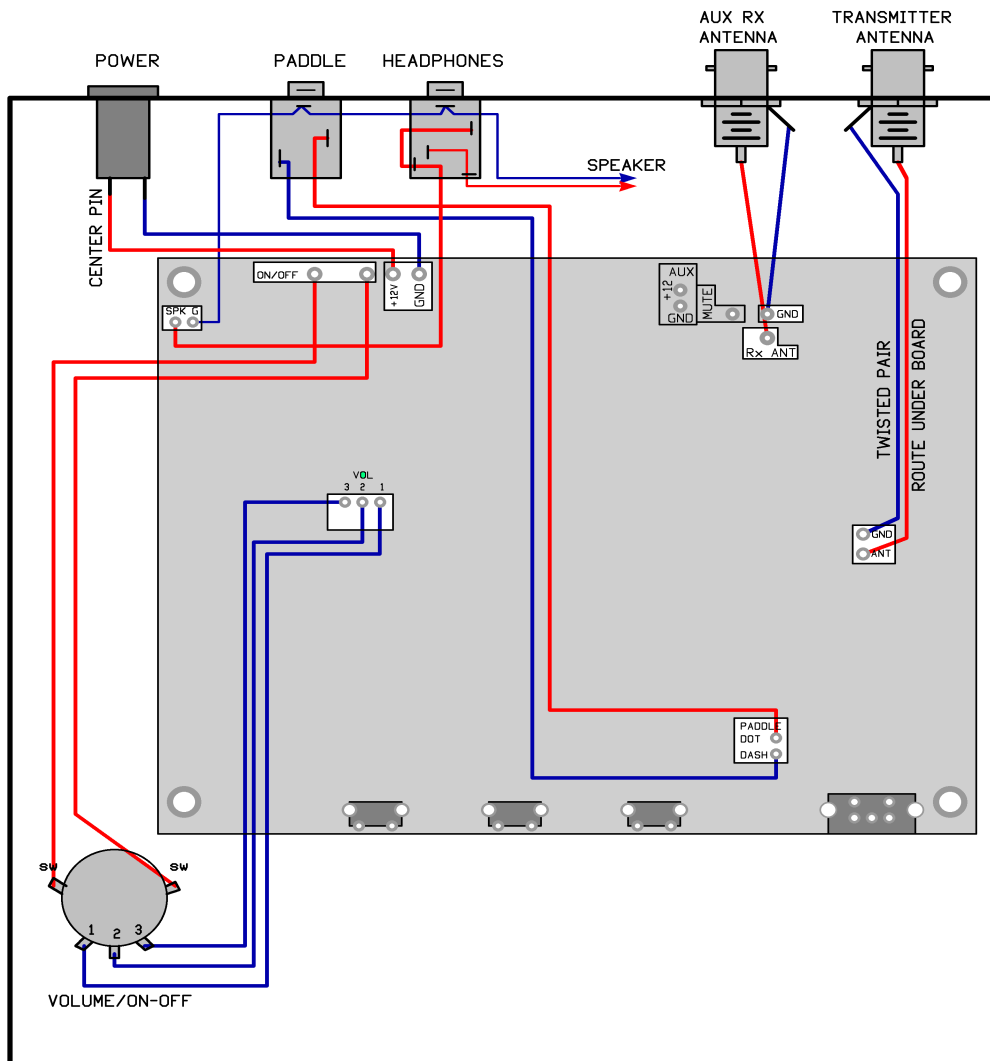 AUX RX
ANTENNA
TRANSMITTER
ANTENNA
POWER
PADDLE
HEADPHONES
SPEAKER
CENTER PIN
ON/OFF
+12V
GND
SPK G
AUX
+12
GND
MUTE
GND
Rx ANT
TWISTED PAIR
ROUTE UNDER BOARD
VOL
3 2 1
GND
ANT
PADDLE
DOT
DASH
SW
SW
1 2 3
VOLUME/ON-OFF